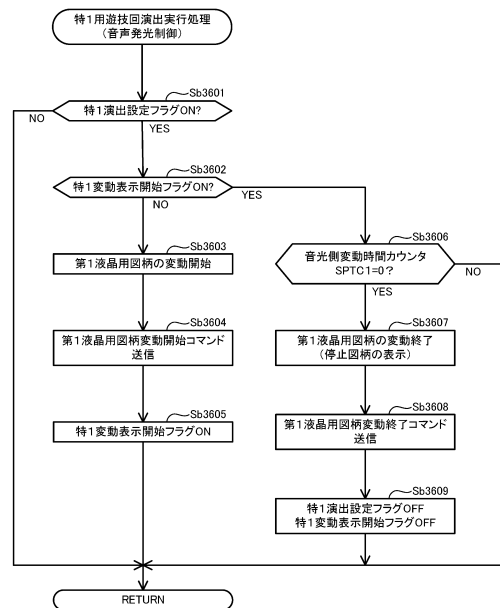 特1用遊技回演出実行処理
(音声発光制御)
Sb3601
特1演出設定フラグON?
NO
YES
Sb3602
特1変動表示開始フラグON?
YES
NO
Sb3603
第1液晶用図柄の変動開始
Sb3604
第1液晶用図柄変動開始コマンド
送信
Sb3605
特1変動表示開始フラグON
Sb3606
音光側変動時間カウンタ
SPTC1=0?
NO
YES
Sb3607
第1液晶用図柄の変動終了
(停止図柄の表示)
Sb3608
第1液晶用図柄変動終了コマンド
送信
Sb3609
特1演出設定フラグOFF
特1変動表示開始フラグOFF
RETURN